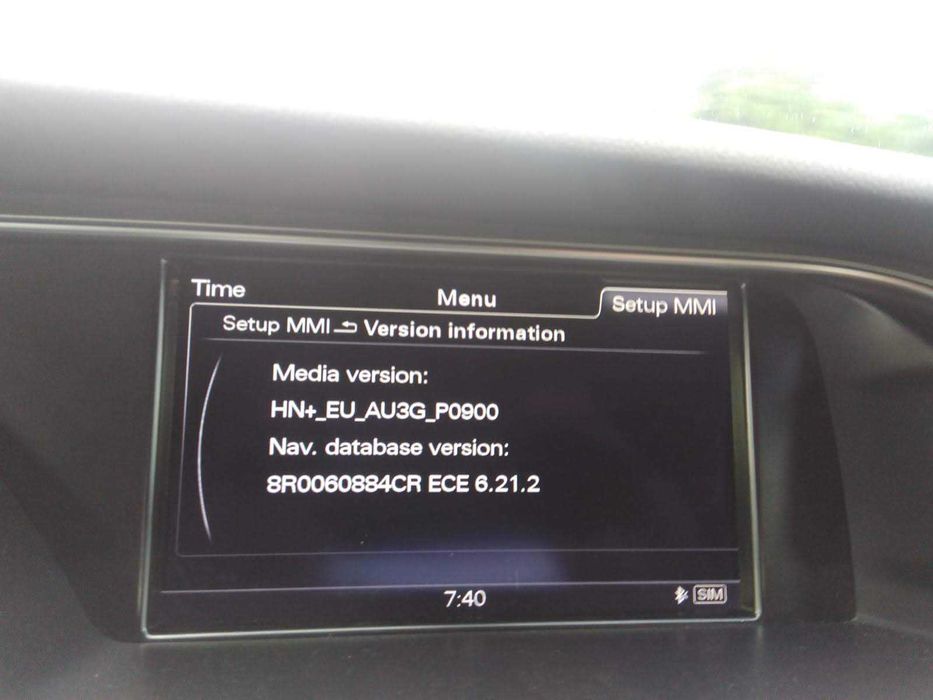 Time
Menu
Setup MMI
Setup MMI Version information
Media version:
HN+_EU_AU3G_P0900
Nav. database version:
8R0060884CR ECE 6.21.2
7:40
SIM